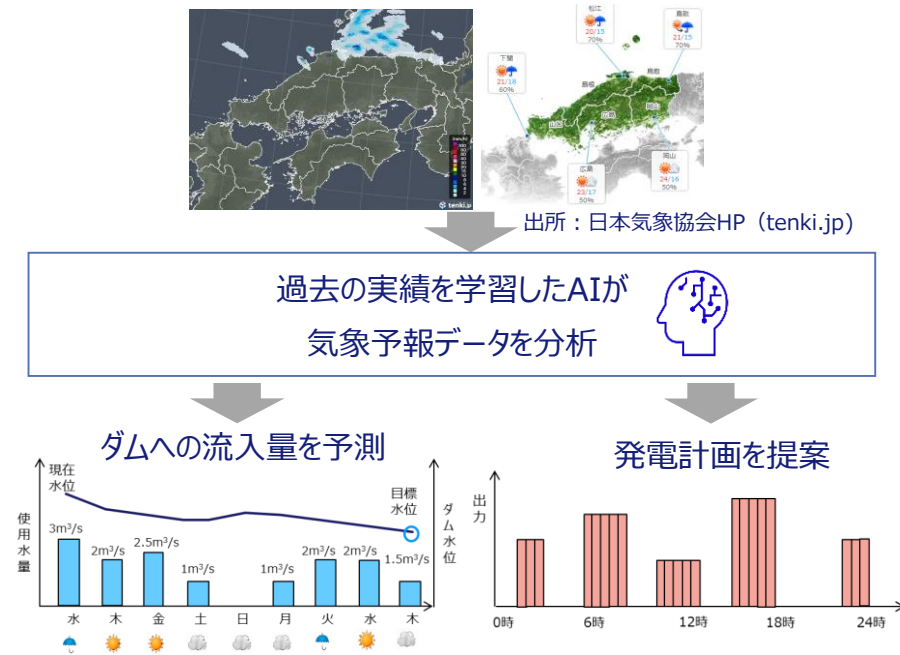 松江
20/15
70%
鳥取
21/15
70%
下関
21/18
60%
島根
鳥取
岡山
広島
山口
広島
23/17
50%
岡山
24/16
50%
tenki.jp
出所：日本気象協会HP（tenki.jp)
過去の実績を学習したAIが
気象予報データを分析
ダムへの流入量を予測
発電計画を提案
現在
水位
目標
水位
使用水量
ダム水位
3m³/s
2m³/s
2.5m³/s
1m³/s
1m³/s
2m³/s
2m³/s
1.5m³/s
水 木 金 土 日 月 火 水 木
出力
0時 6時 12時 18時 24時